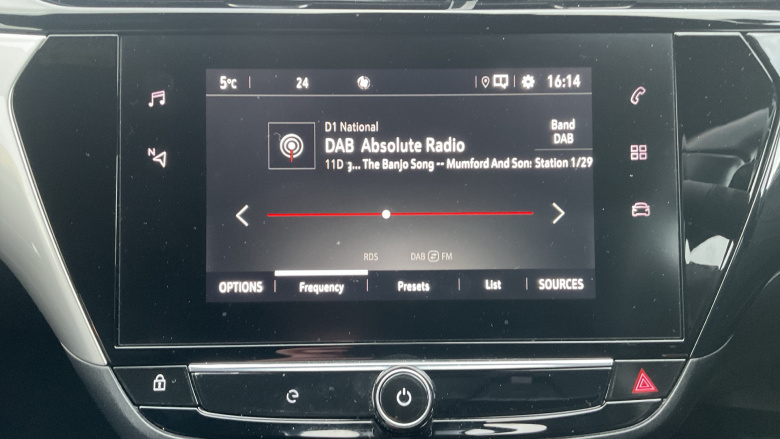 5°C 24 16:14
N
D1 National
DAB Absolute Radio
11D ... The Banjo Song -- Mumford And Son: Station 1/29
Band
DAB
RDS DAB FM
OPTIONS Frequency Presets List SOURCES